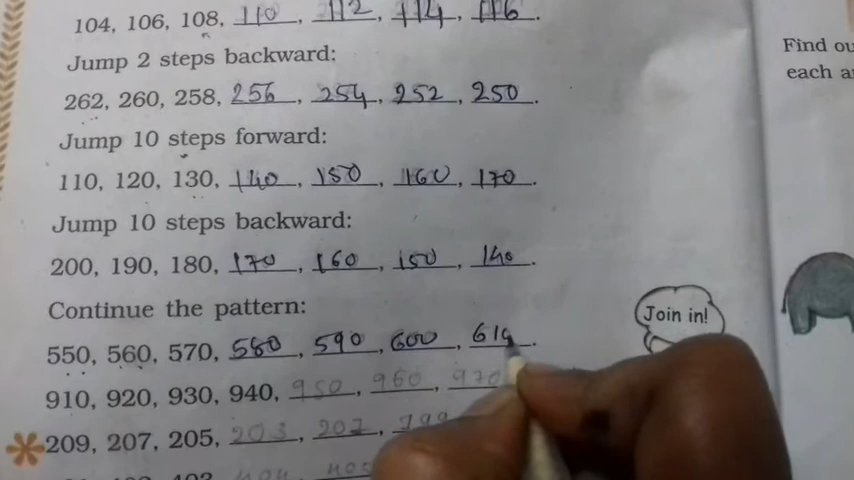 104, 106, 108, 110, 112, 114, 116.
Jump 2 steps backward:
262, 260, 258, 256, 254, 252, 250.
Jump 10 steps forward:
110, 120, 130, 140, 150, 160, 170.
Jump 10 steps backward:
200, 190, 180, 170, 160, 150, 140.
Continue the pattern:
550, 560, 570, 580, 590, 600, 610.
910, 920, 930, 940, 950, 960, 970
209, 207, 205, 203,
Find
each
Join in!